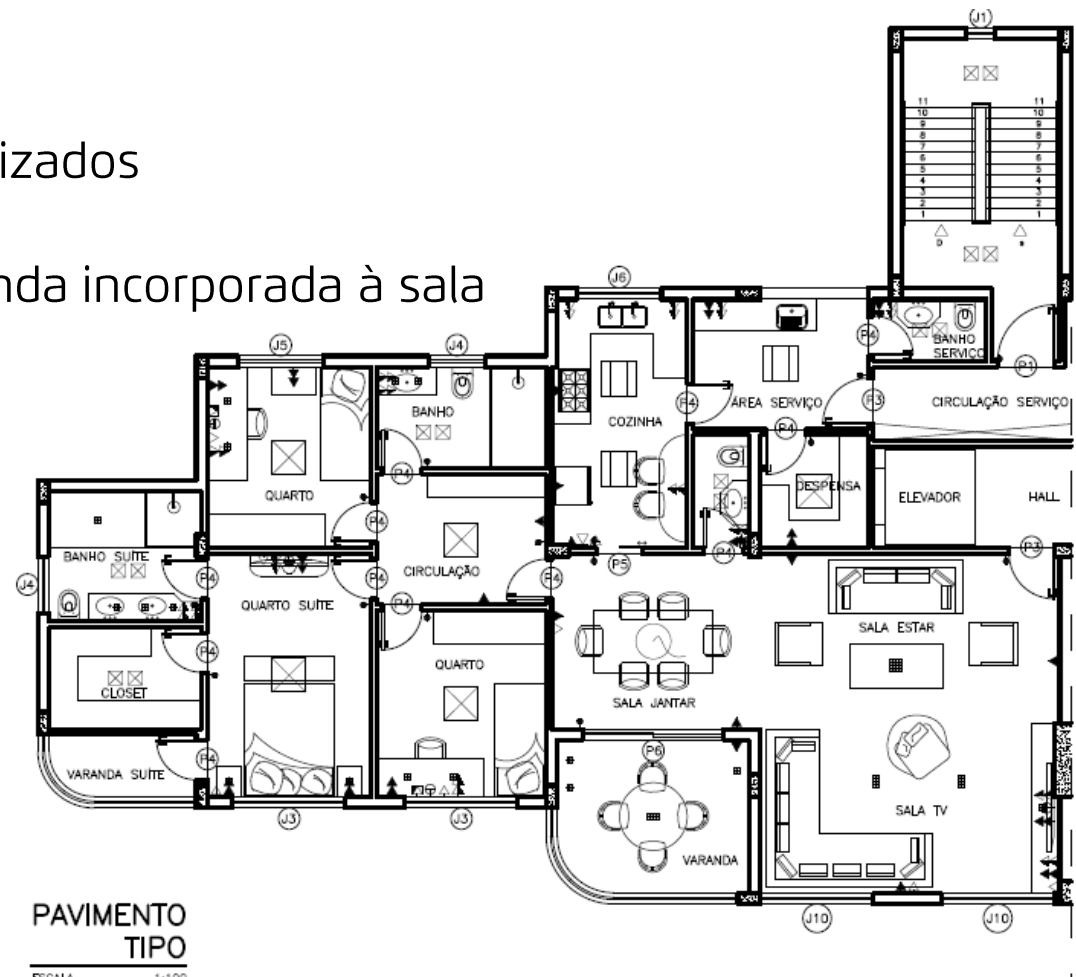 J1
izados
nda incorporada à sala
11 11
10 10
9 9
8 8
7 7
6 6
5 5
4 4
3 3
2 2
1 1
D
J6
J5
J4
P4
BANHO
SERVIÇO
P1
BANHO
COZINHA
P4
ÁREA SERVIÇO
P3
CIRCULAÇÃO SERVIÇO
P4
P4
QUARTO
DESPENSA
ELEVADOR
HALL
P4
BANHO SUÍTE
CIRCULAÇÃO
P5
P4
P3
J4
P4
P4
P4
QUARTO SUÍTE
P4
SALA ESTAR
P4
QUARTO
CLOSET
SALA JANTAR
P6
P4
VARANDA SUÍTE
SALA TV
J3
J3
VARANDA
PAVIMENTO
TIPO
J10
J10
ESCALA 1:100